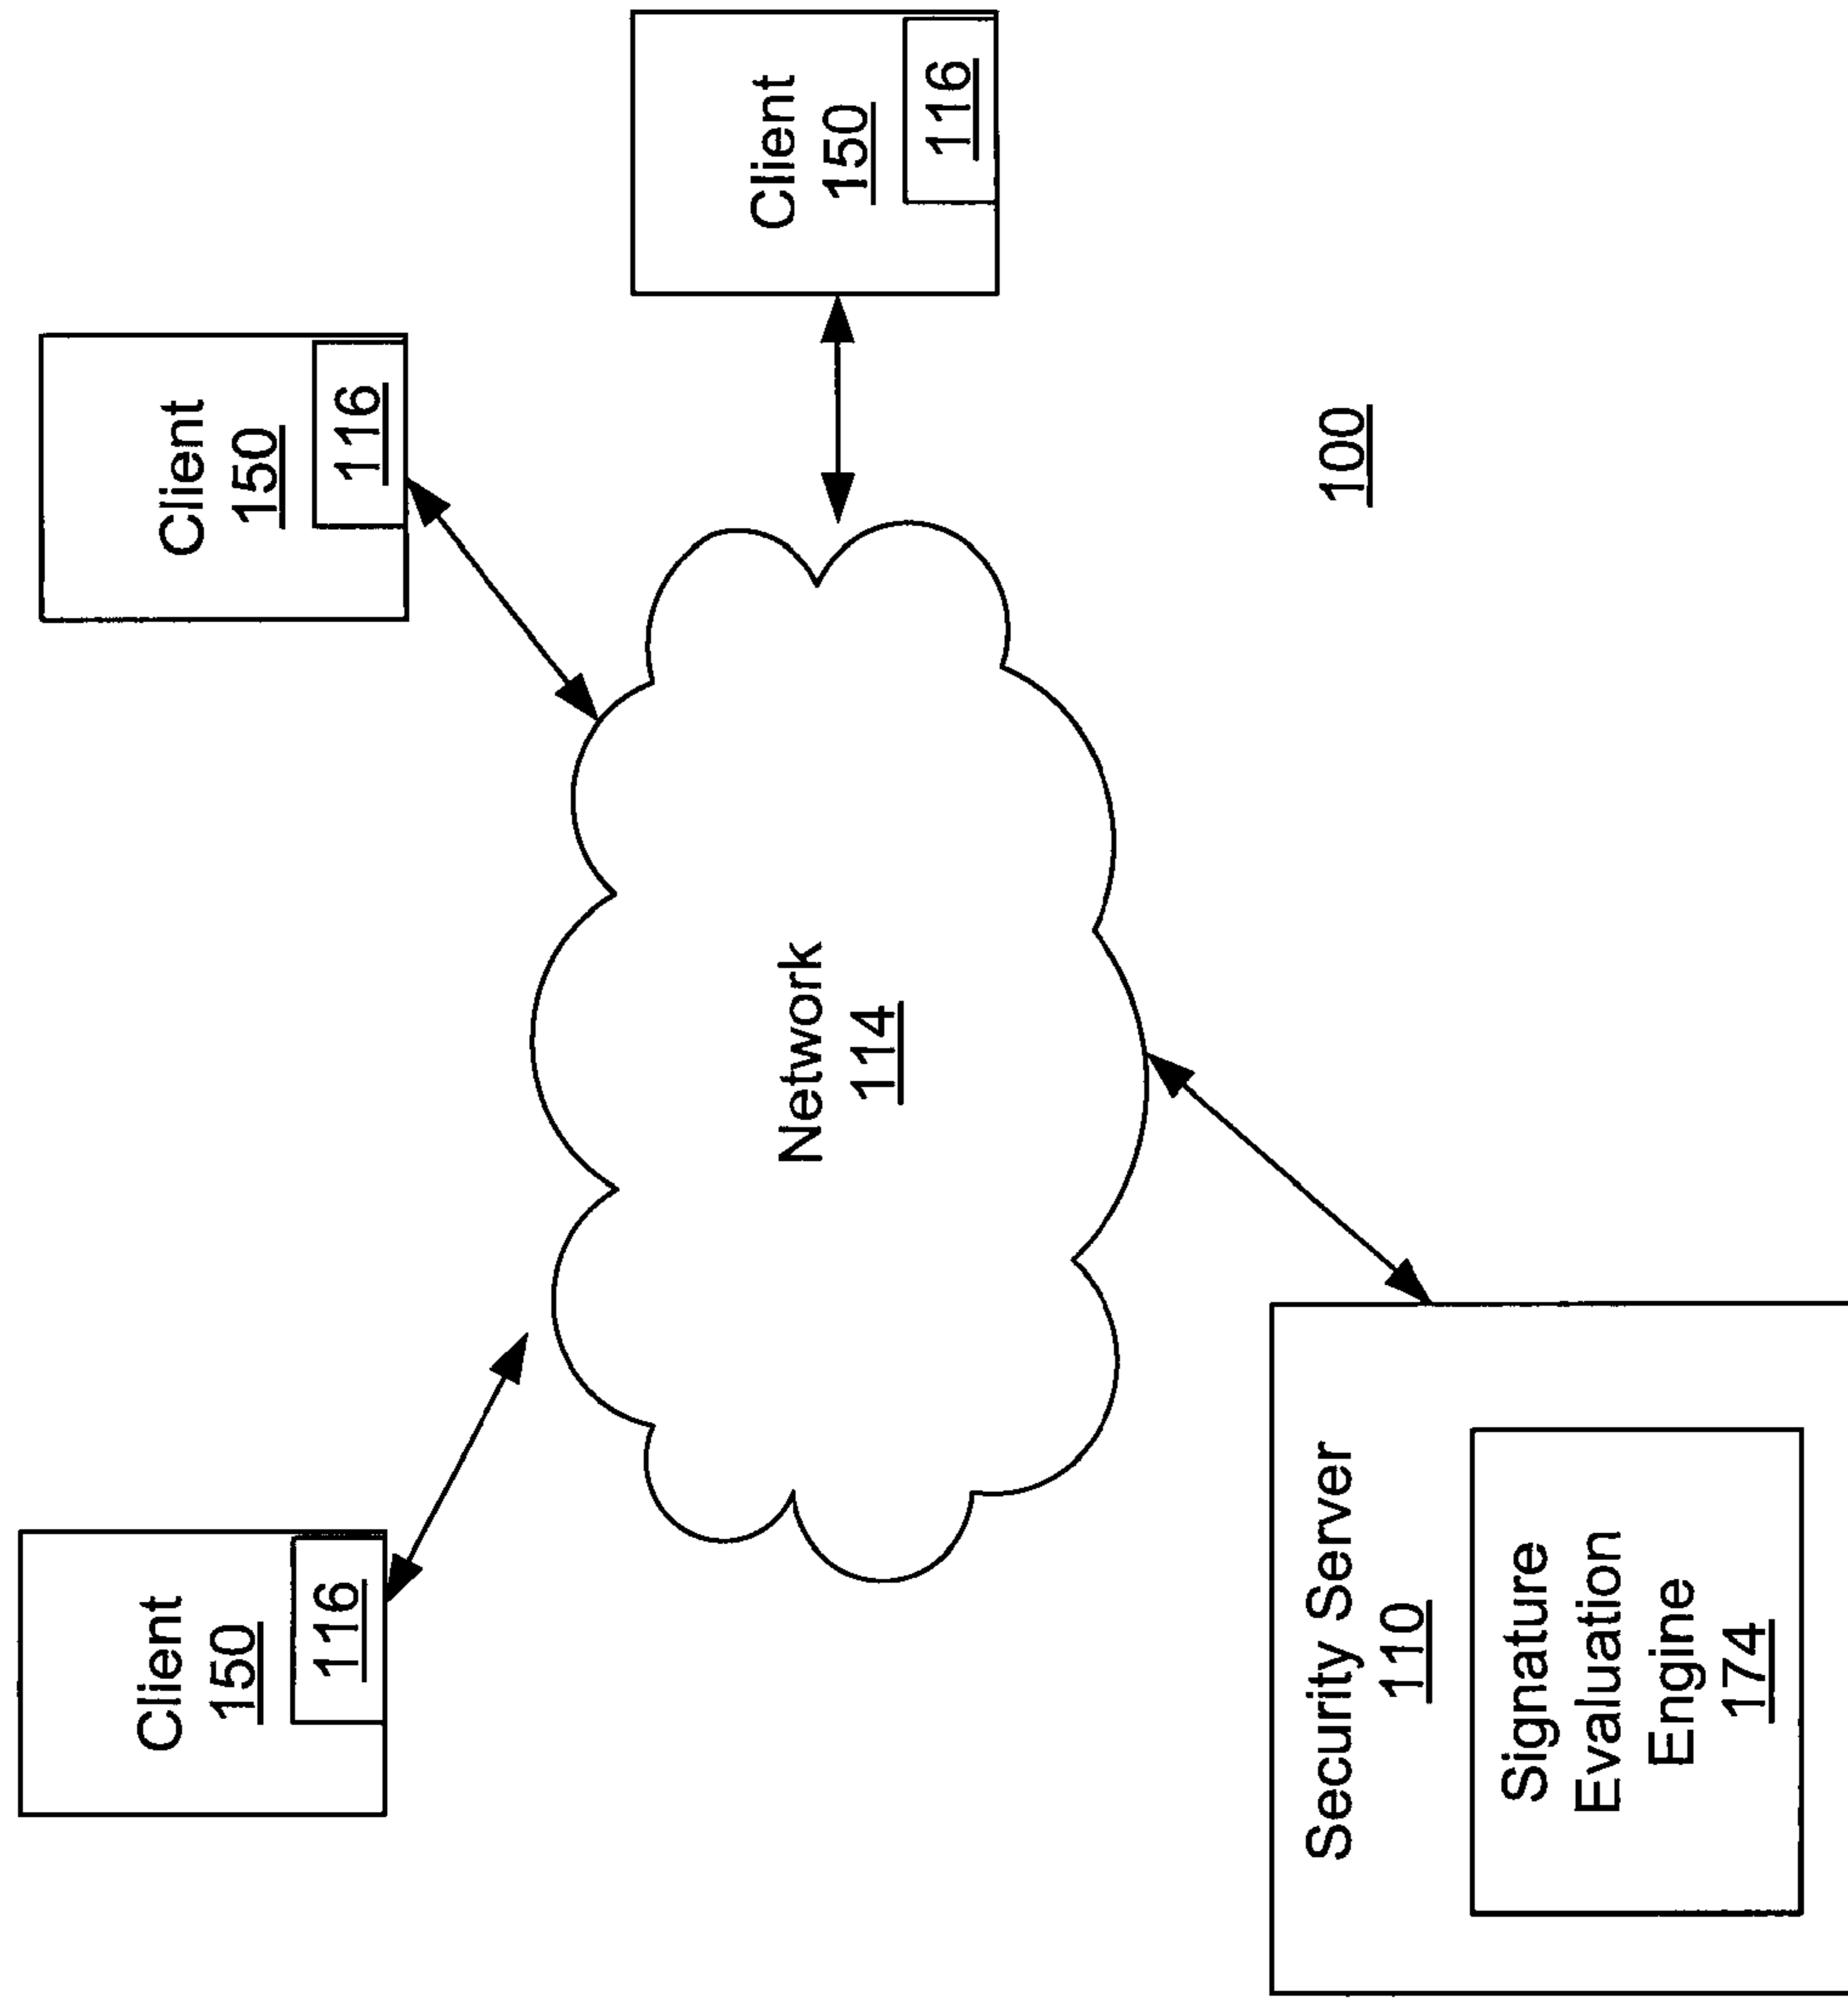 Client
150
116
Client
150
116
Client
150
116
Network
114
Security Server
110
Signature
Evaluation
Engine
174
100